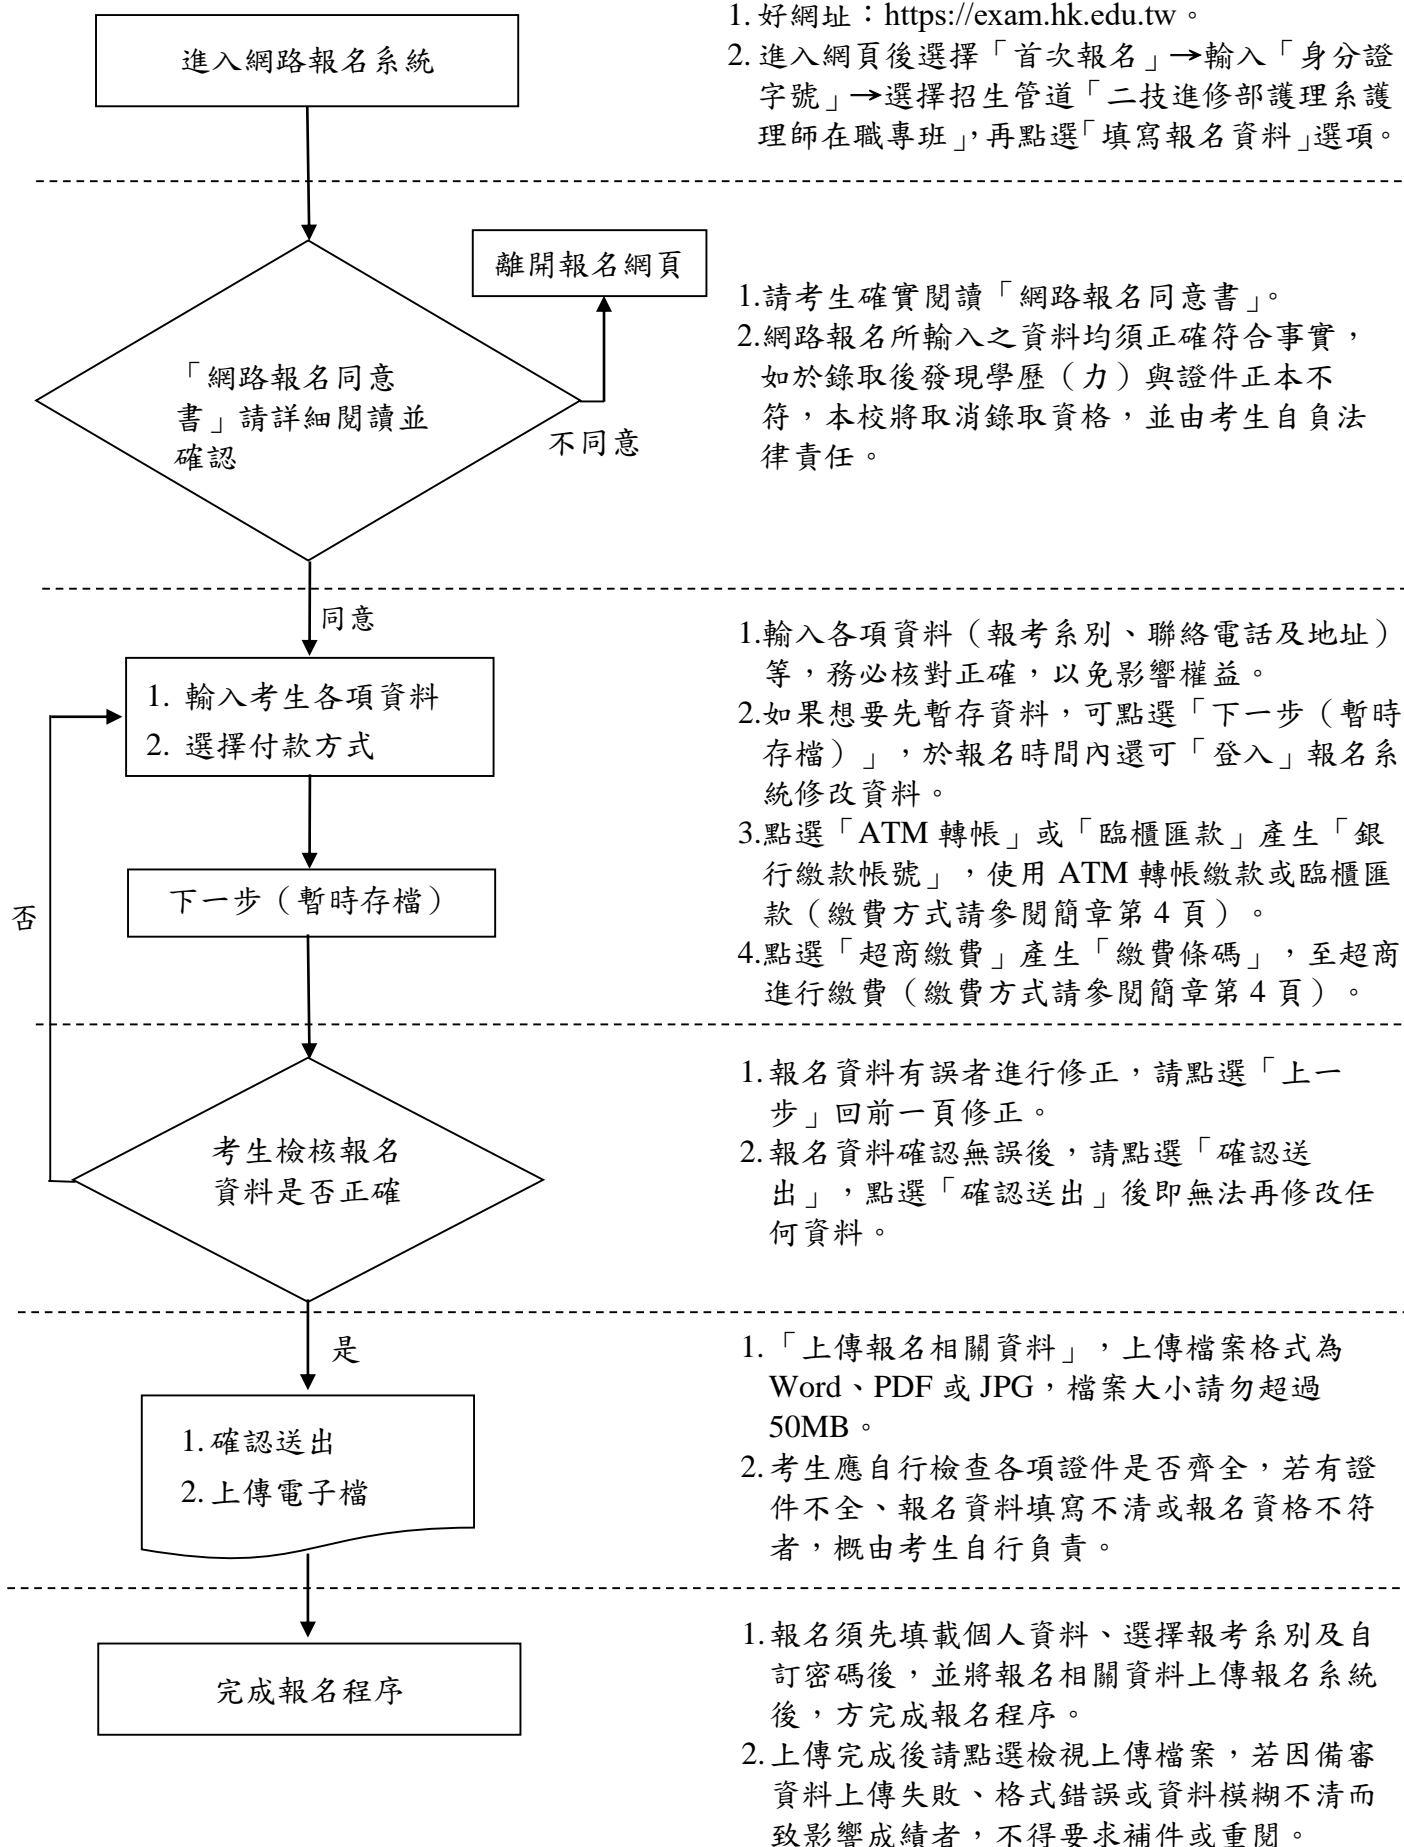 進入網路報名系統
1. 好網址：https://exam.hk.edu.tw。
2. 進入網頁後選擇「首次報名」→輸入「身分證
字號」→選擇招生管道「二技進修部護理系護
理師在職專班」，再點選「填寫報名資料」選項。
離開報名網頁
「網路報名同意
書」請詳細閱讀並
確認
不同意
1.請考生確實閱讀「網路報名同意書」。
2.網路報名所輸入之資料均須正確符合事實，
如於錄取後發現學歷（力）與證件正本不
符，本校將取消錄取資格，並由考生自負法
律責任。
同意
1. 輸入考生各項資料
2. 選擇付款方式
下一步（暫時存檔）
否
1.輸入各項資料（報考系別、聯絡電話及地址）
等，務必核對正確，以免影響權益。
2.如果想要先暫存資料，可點選「下一步（暫時
存檔）」，於報名時間內還可「登入」報名系
統修改資料。
3.點選「ATM 轉帳」或「臨櫃匯款」產生「銀
行繳款帳號」，使用 ATM 轉帳繳款或臨櫃匯
款（繳費方式請參閱簡章第 4 頁）。
4.點選「超商繳費」產生「繳費條碼」，至超商
進行繳費（繳費方式請參閱簡章第 4 頁）。
考生檢核報名
資料是否正確
1. 報名資料有誤者進行修正，請點選「上一
步」回前一頁修正。
2. 報名資料確認無誤後，請點選「確認送
出」，點選「確認送出」後即無法再修改任
何資料。
是
1. 確認送出
2. 上傳電子檔
1. 「上傳報名相關資料」，上傳檔案格式為
Word、PDF 或 JPG，檔案大小請勿超過
50MB。
2. 考生應自行檢查各項證件是否齊全，若有證
件不全、報名資料填寫不清或報名資格不符
者，概由考生自行負責。
完成報名程序
1. 報名須先填載個人資料、選擇報考系別及自
訂密碼後，並將報名相關資料上傳報名系統
後，方完成報名程序。
2. 上傳完成後請點選檢視上傳檔案，若因備審
資料上傳失敗、格式錯誤或資料模糊不清而
致影響成績者，不得要求補件或重閱。